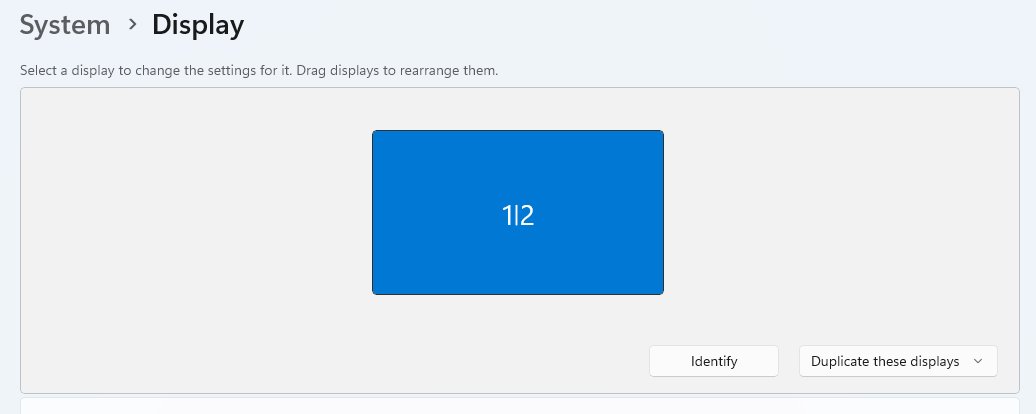 System > Display
Select a display to change the settings for it. Drag displays to rearrange them.
1|2
Identify
Duplicate these displays